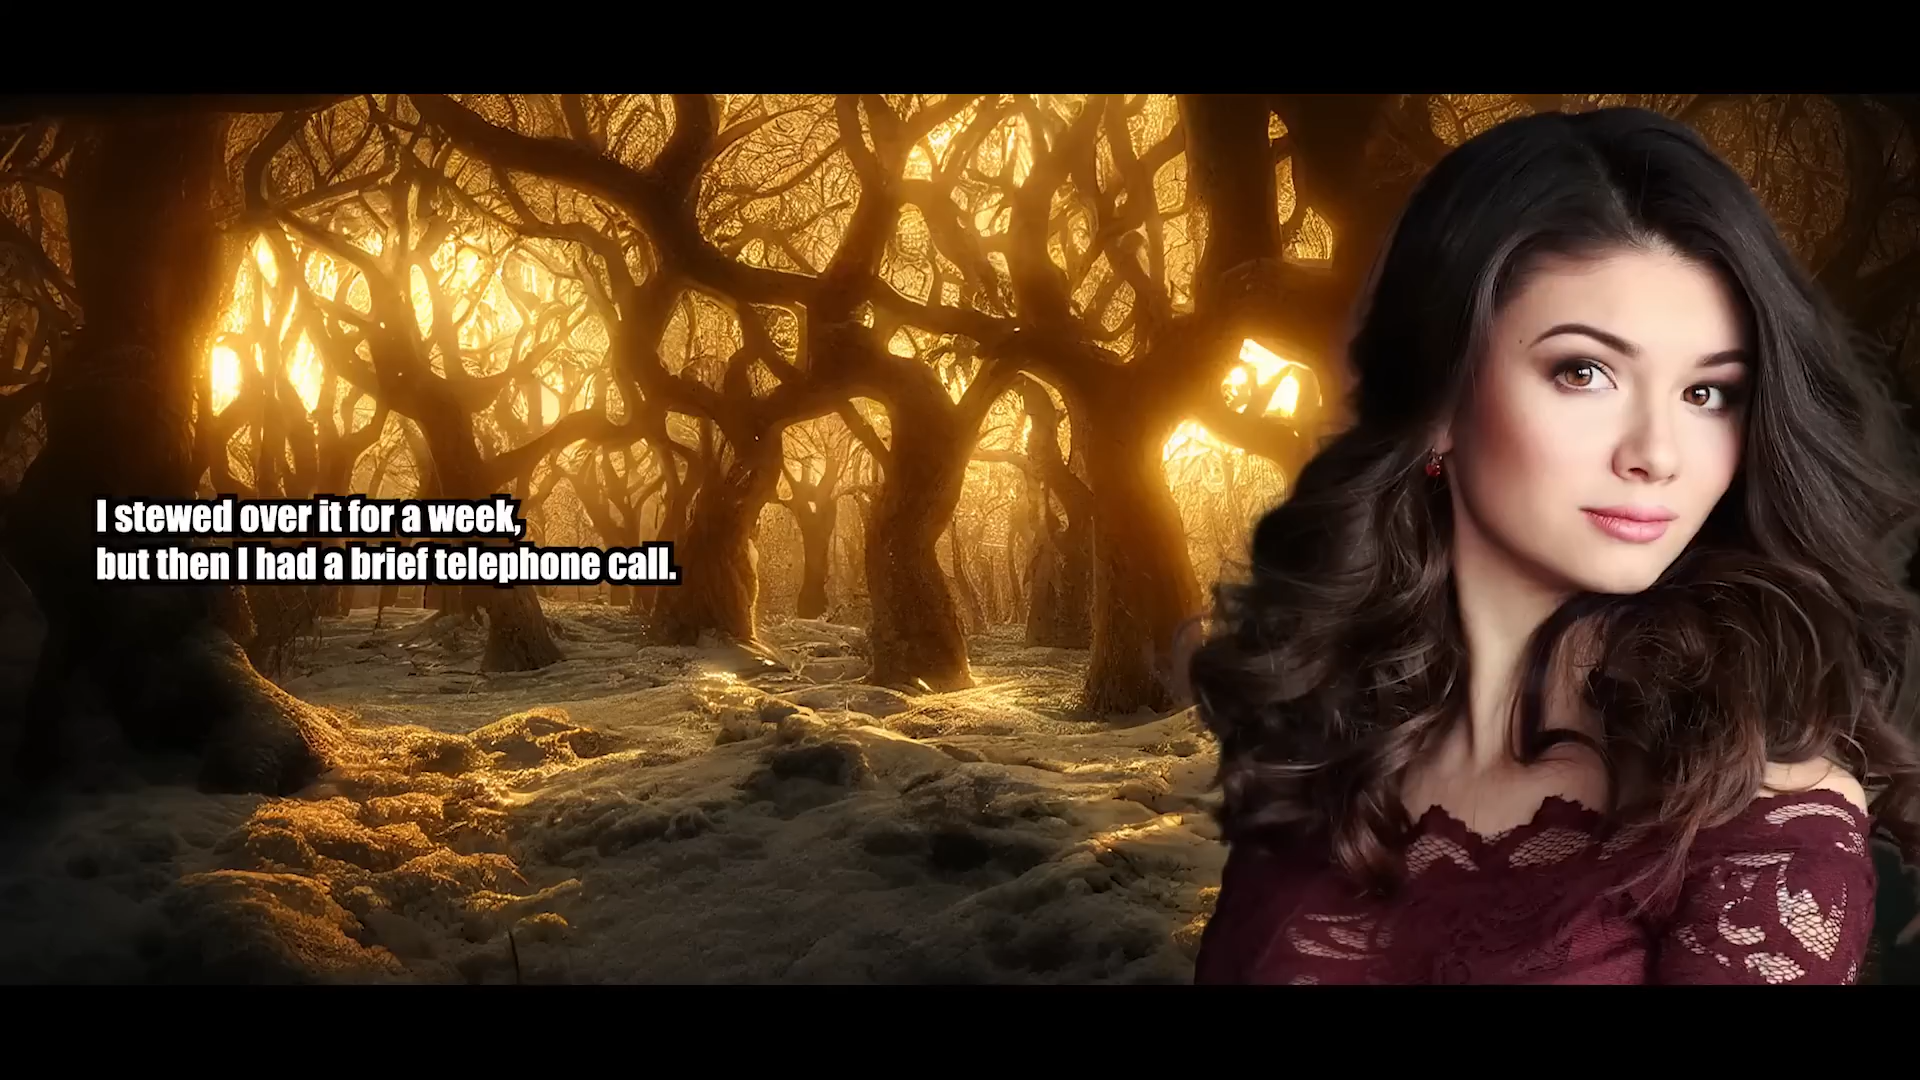 I stewed over it for a week,
but then I had a brief telephone call.